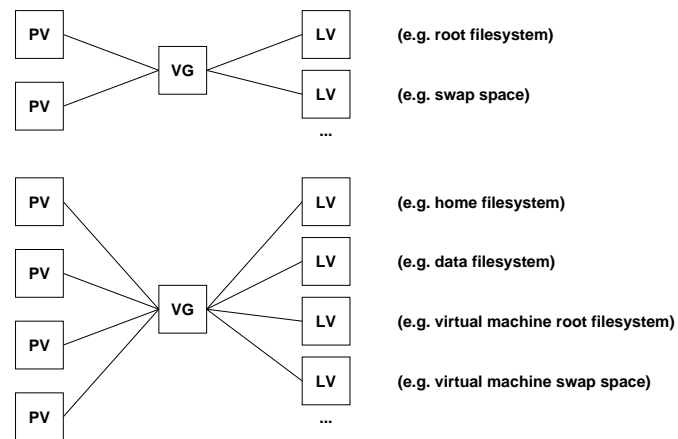 PV LV (e.g. root filesystem)
VG
PV LV (e.g. swap space)
...
PV LV (e.g. home filesystem)
PV LV (e.g. data filesystem)
VG
PV LV (e.g. virtual machine root filesystem)
LV (e.g. virtual machine swap space)
PV ...